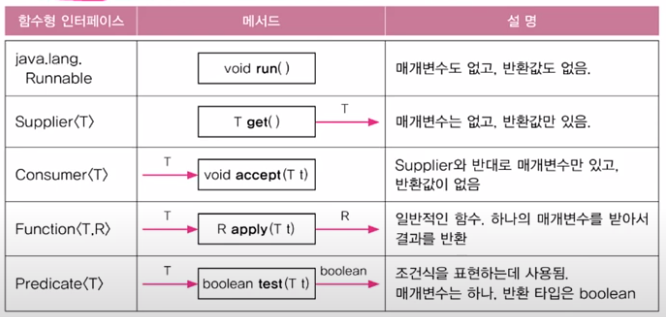 함수형 인터페이스 메서드 설 명
java.lang.
Runnable
void run()
매개변수도 없고, 반환값도 없음.
Supplier〈T〉
T get()
T
매개변수는 없고, 반환값만 있음.
Consumer〈T〉
T
void accept(T t)
Supplier와 반대로 매개변수만 있고,
반환값이 없음
Function〈T,R〉
T
R apply(T t)
R
일반적인 함수, 하나의 매개변수를 받아서
결과를 반환
Predicate〈T〉
T
boolean test(T t)
boolean
조건식을 표현하는데 사용됨.
매개변수는 하나, 반환 타입은 boolean